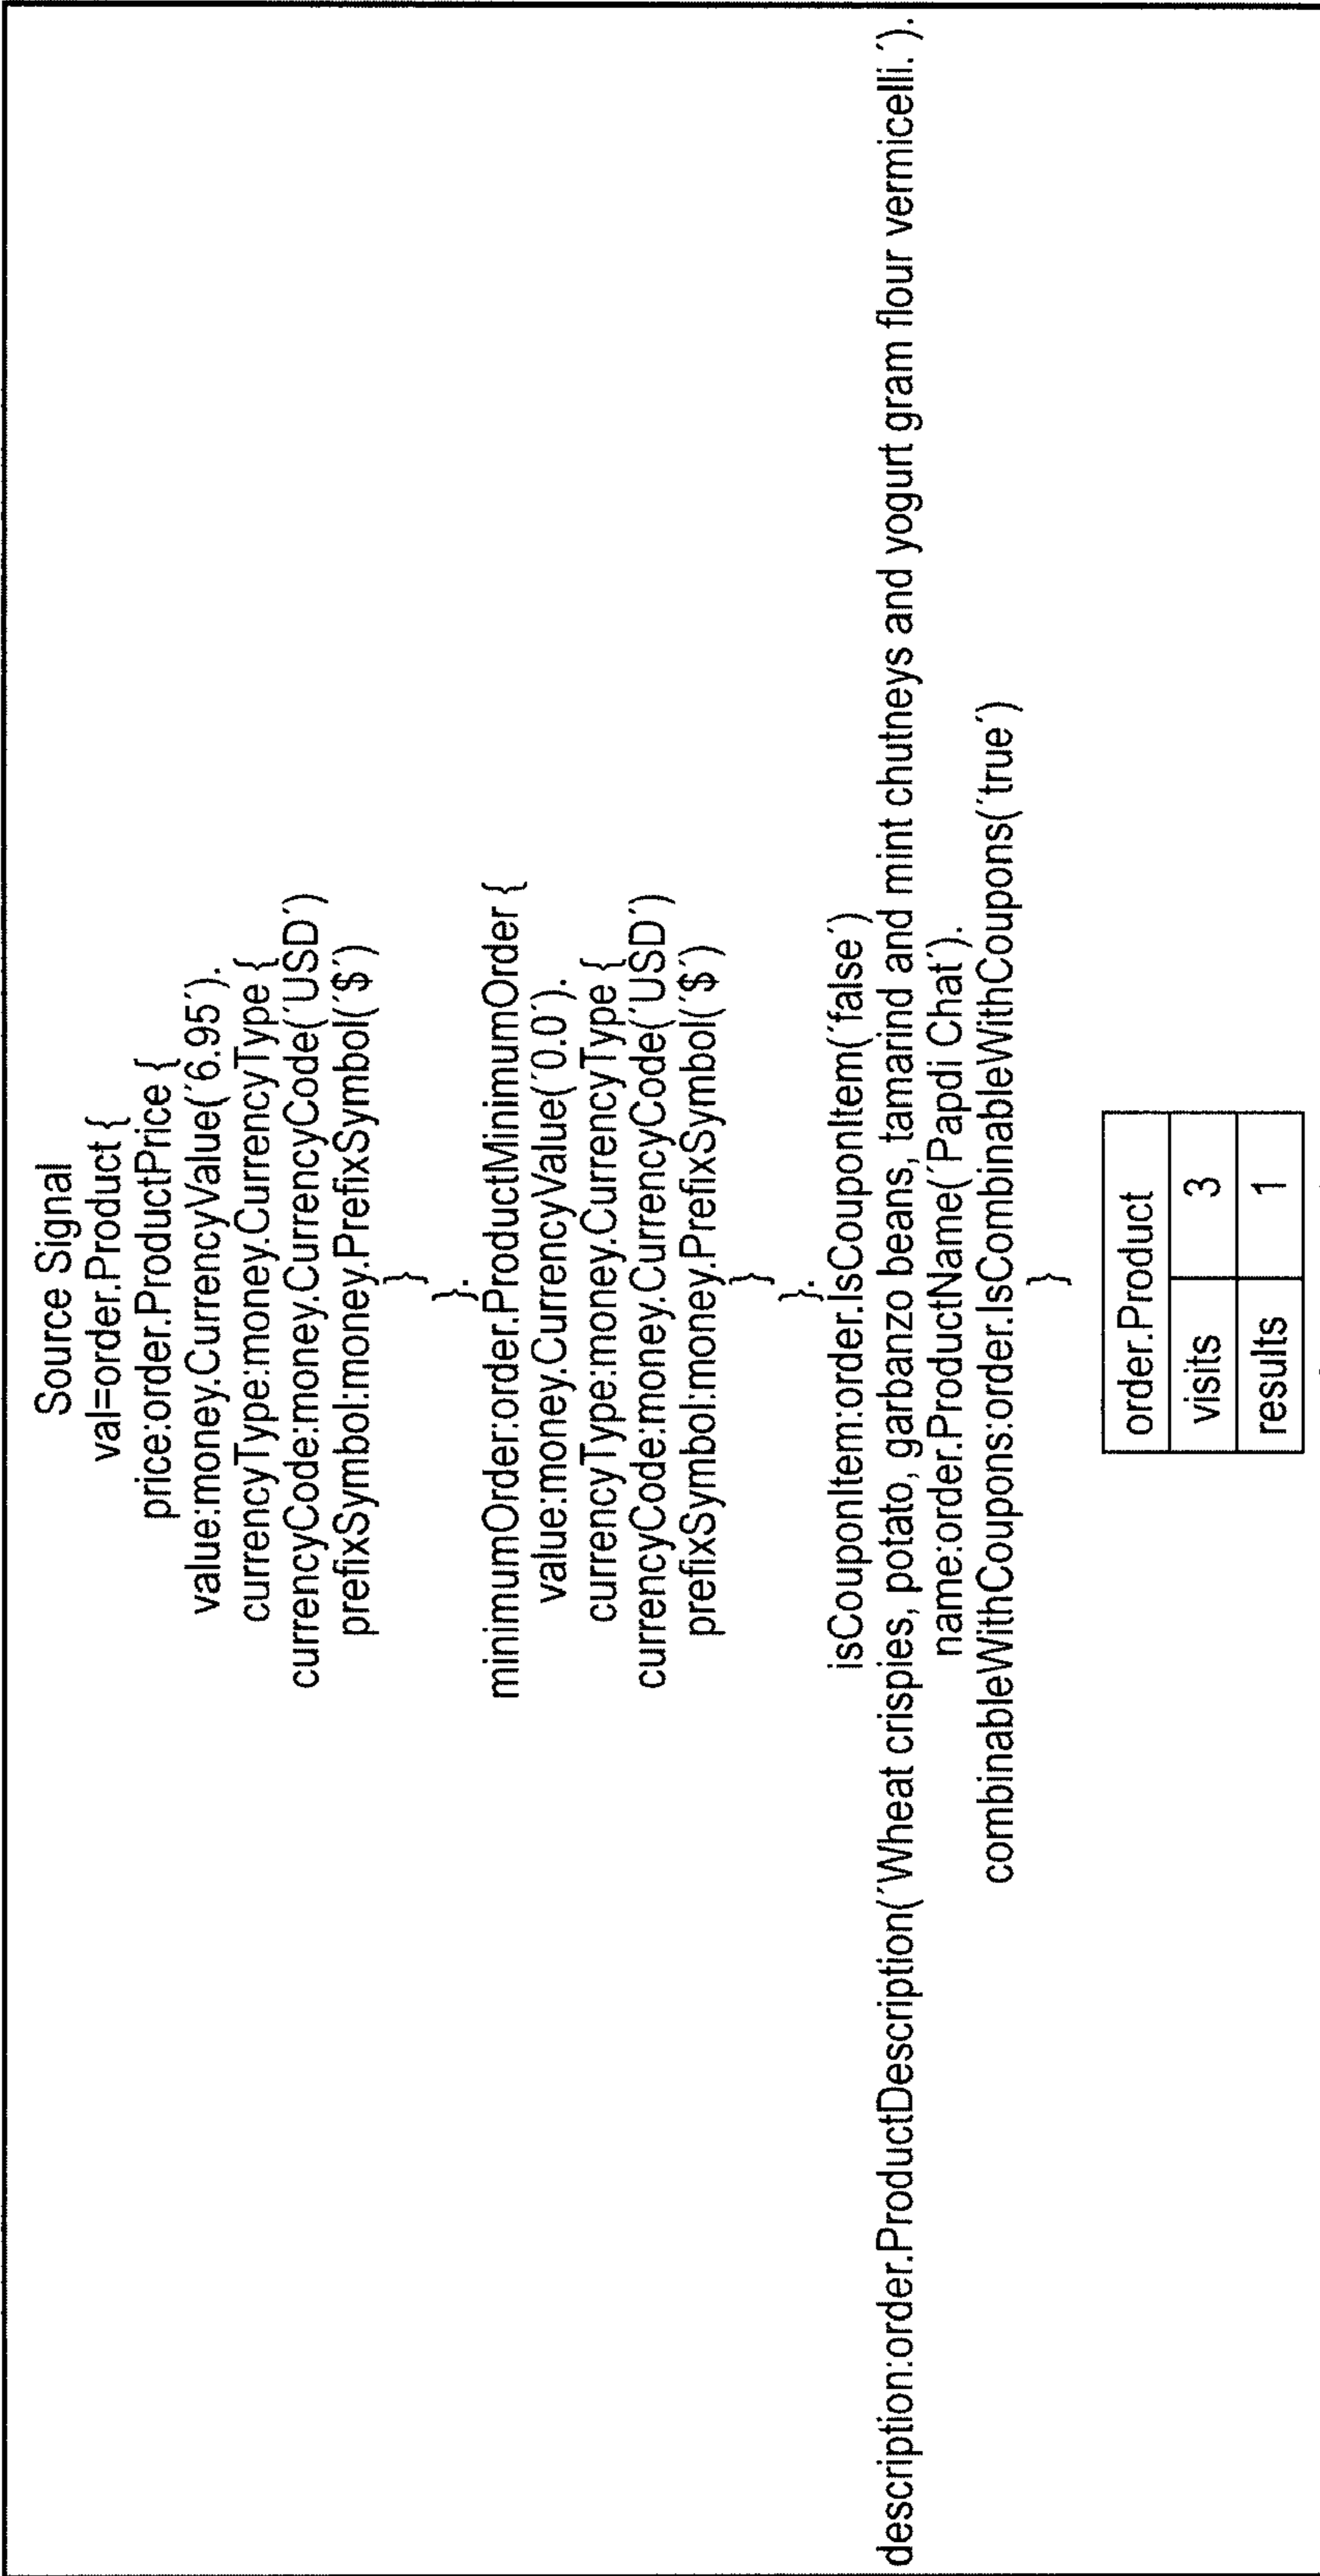 Source Signal
val=order.Product {
price:order.ProductPrice {
value:money.CurrencyValue(´6.95´).
currencyType:money.CurrencyType {
currencyCode:money.CurrencyCode(´USD´)
prefixSymbol:money.PrefixSymbol(´$´)
}
}.
minimumOrder:order.ProductMinimumOrder {
value:money.CurrencyValue(´0.0´).
currencyType:money.CurrencyType {
currencyCode:money.CurrencyCode(´USD´)
prefixSymbol:money.PrefixSymbol(´$´)
}
}.
isCouponItem:order.IsCouponItem(´false´)
description:order.ProductDescription(´Wheat crispies, potato, garbanzo beans, tamarind and mint chutneys and yogurt gram flour vermicelli.´).
name:order.ProductName(´Papdi Chat´).
combinableWithCoupons:order.IsCombinableWithCoupons(´true´)
}
order.Product
visits 3
results 1